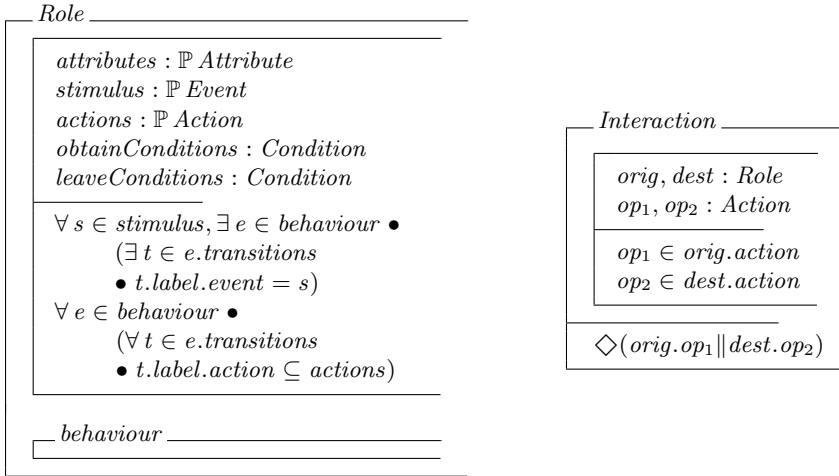 Role
attributes : ℙ Attribute
stimulus : ℙ Event
actions : ℙ Action
obtainConditions : Condition
leaveConditions : Condition
∀ s ∈ stimulus, ∃ e ∈ behaviour •
(∃ t ∈ e.transitions
• t.label.event = s)
∀ e ∈ behaviour •
(∀ t ∈ e.transitions
• t.label.action ⊆ actions)
behaviour
Interaction
orig, dest : Role
op₁, op₂ : Action
op₁ ∈ orig.action
op₂ ∈ dest.action
◇(orig.op₁‖dest.op₂)